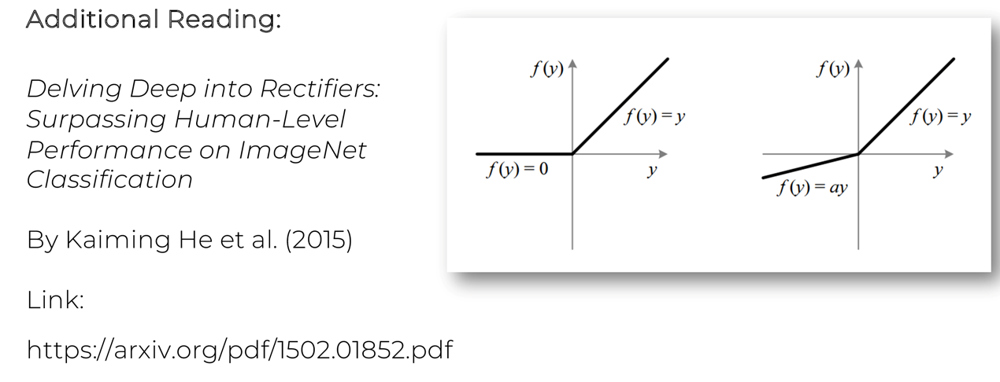 Additional Reading:
Delving Deep into Rectifiers:
Surpassing Human-Level
Performance on ImageNet
Classification
By Kaiming He et al. (2015)
Link:
https://arxiv.org/pdf/1502.01852.pdf
f(y)
f(y) = y
f(y) = 0
y
f(y)
f(y) = y
f(y) = ay
y